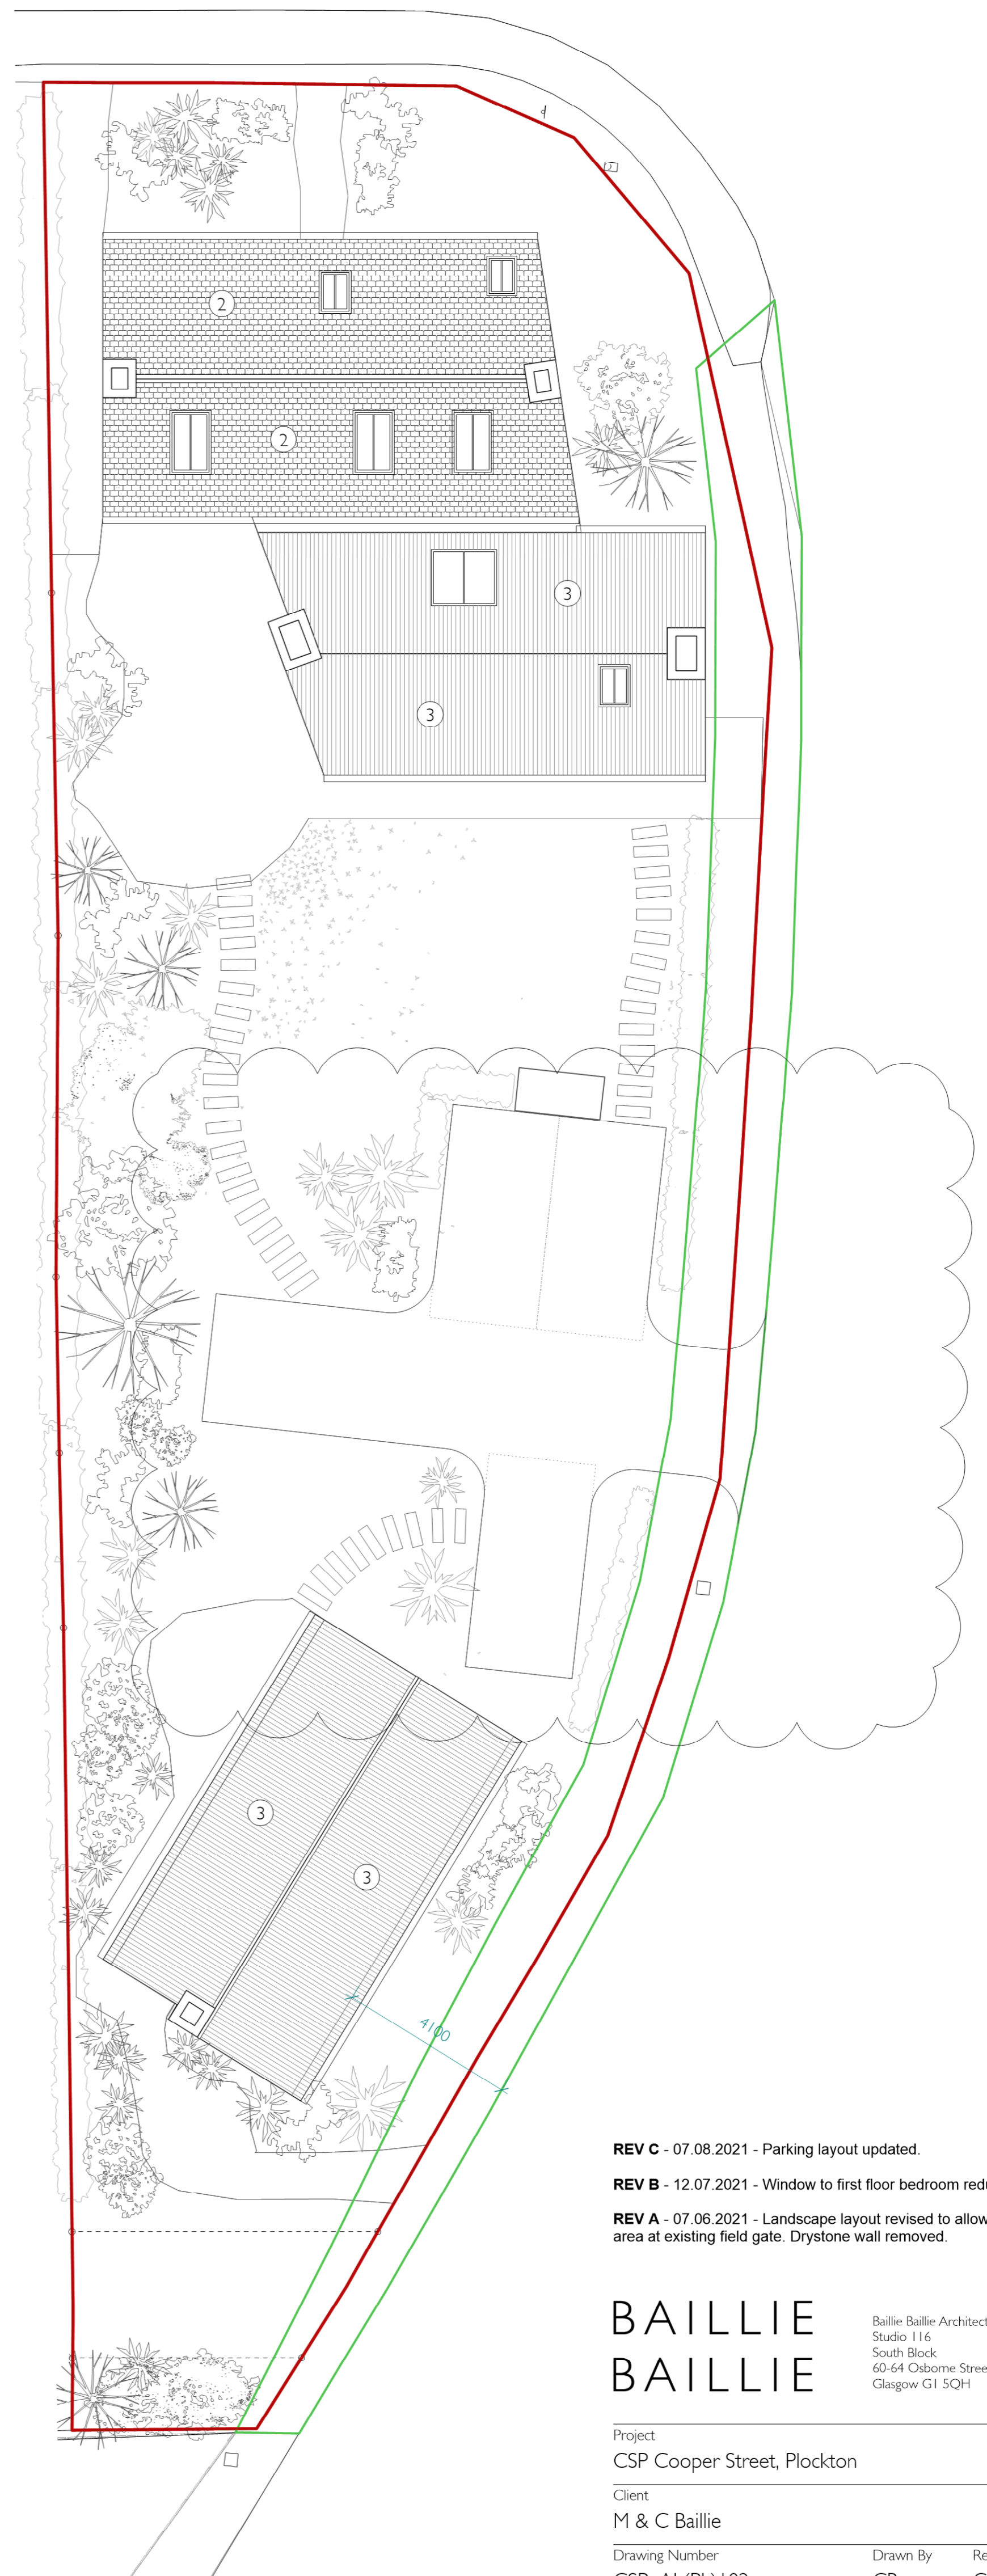 2
2
3
3
3
3
4100
REV C - 07.08.2021 - Parking layout updated.
REV B - 12.07.2021 - Window to first floor bedroom
REV A - 07.06.2021 - Landscape layout revised to allow
area at existing field gate. Drystone wall removed.
BAILLIE
BAILLIE
Baillie Baillie
Studio 116
South Block
60-64 Osborne
Glasgow G1 5QH
Project
CSP Cooper Street, Plockton
Client
M & C Baillie
Drawing Number
Drawn By